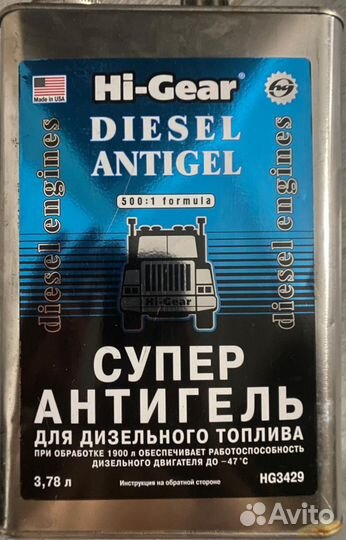 Made in USA
Hi-Gear®
hg
DIESEL
ANTIGEL
500:1 formula
diesel engines
diesel engines
Hi-Gear
СУПЕР
АНТИГЕЛЬ
ДЛЯ ДИЗЕЛЬНОГО ТОПЛИВА
ПРИ ОБРАБОТКЕ 1900 л ОБЕСПЕЧИВАЕТ РАБОТОСПОСОБНОСТЬ
ДИЗЕЛЬНОГО ДВИГАТЕЛЯ ДО –47°C
3,78 л
Инструкция на обратной стороне
HG3429
Avito